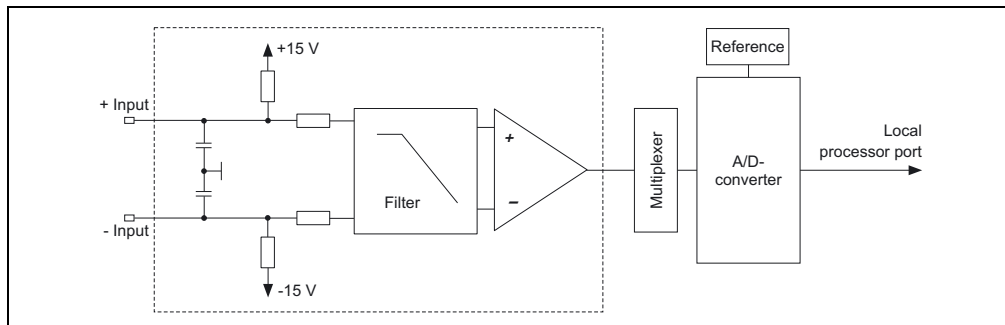 +15 V
Reference
+ Input
Local
processor port
A/D-
converter
Multiplexer
+
−
Filter
- Input
-15 V